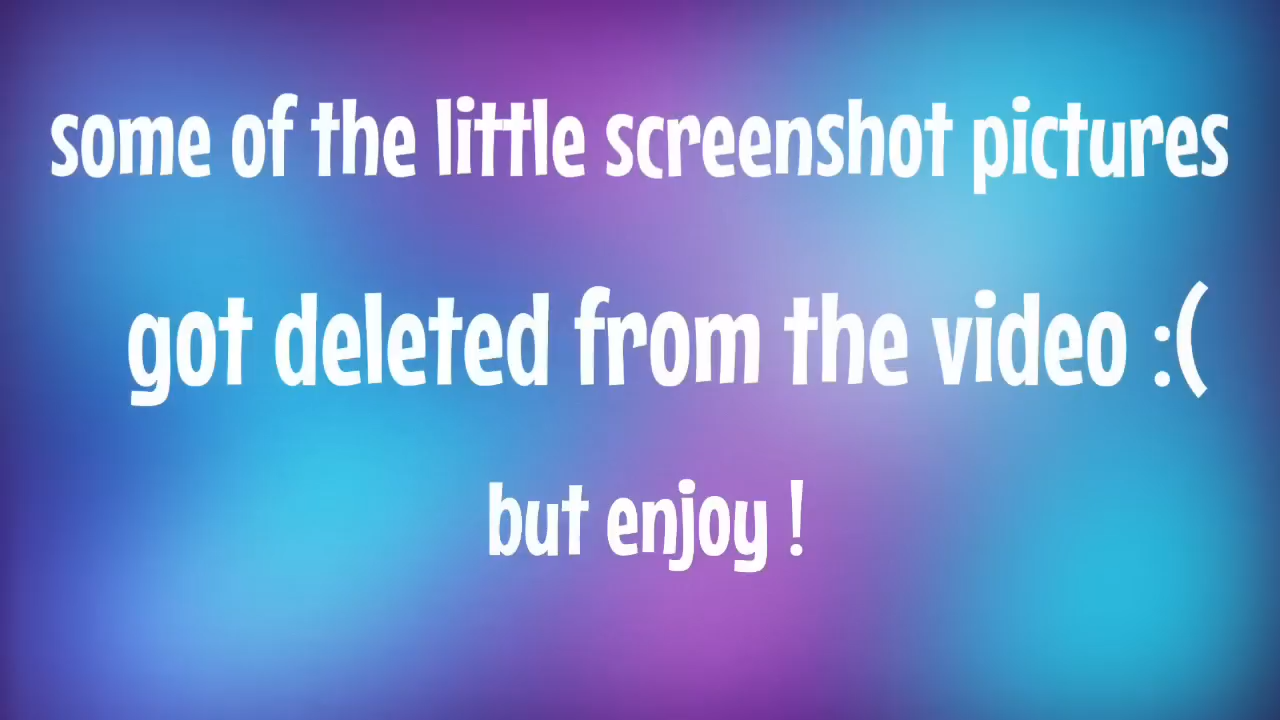 some of the little screenshot pictures
got deleted from the video :(
but enjoy !